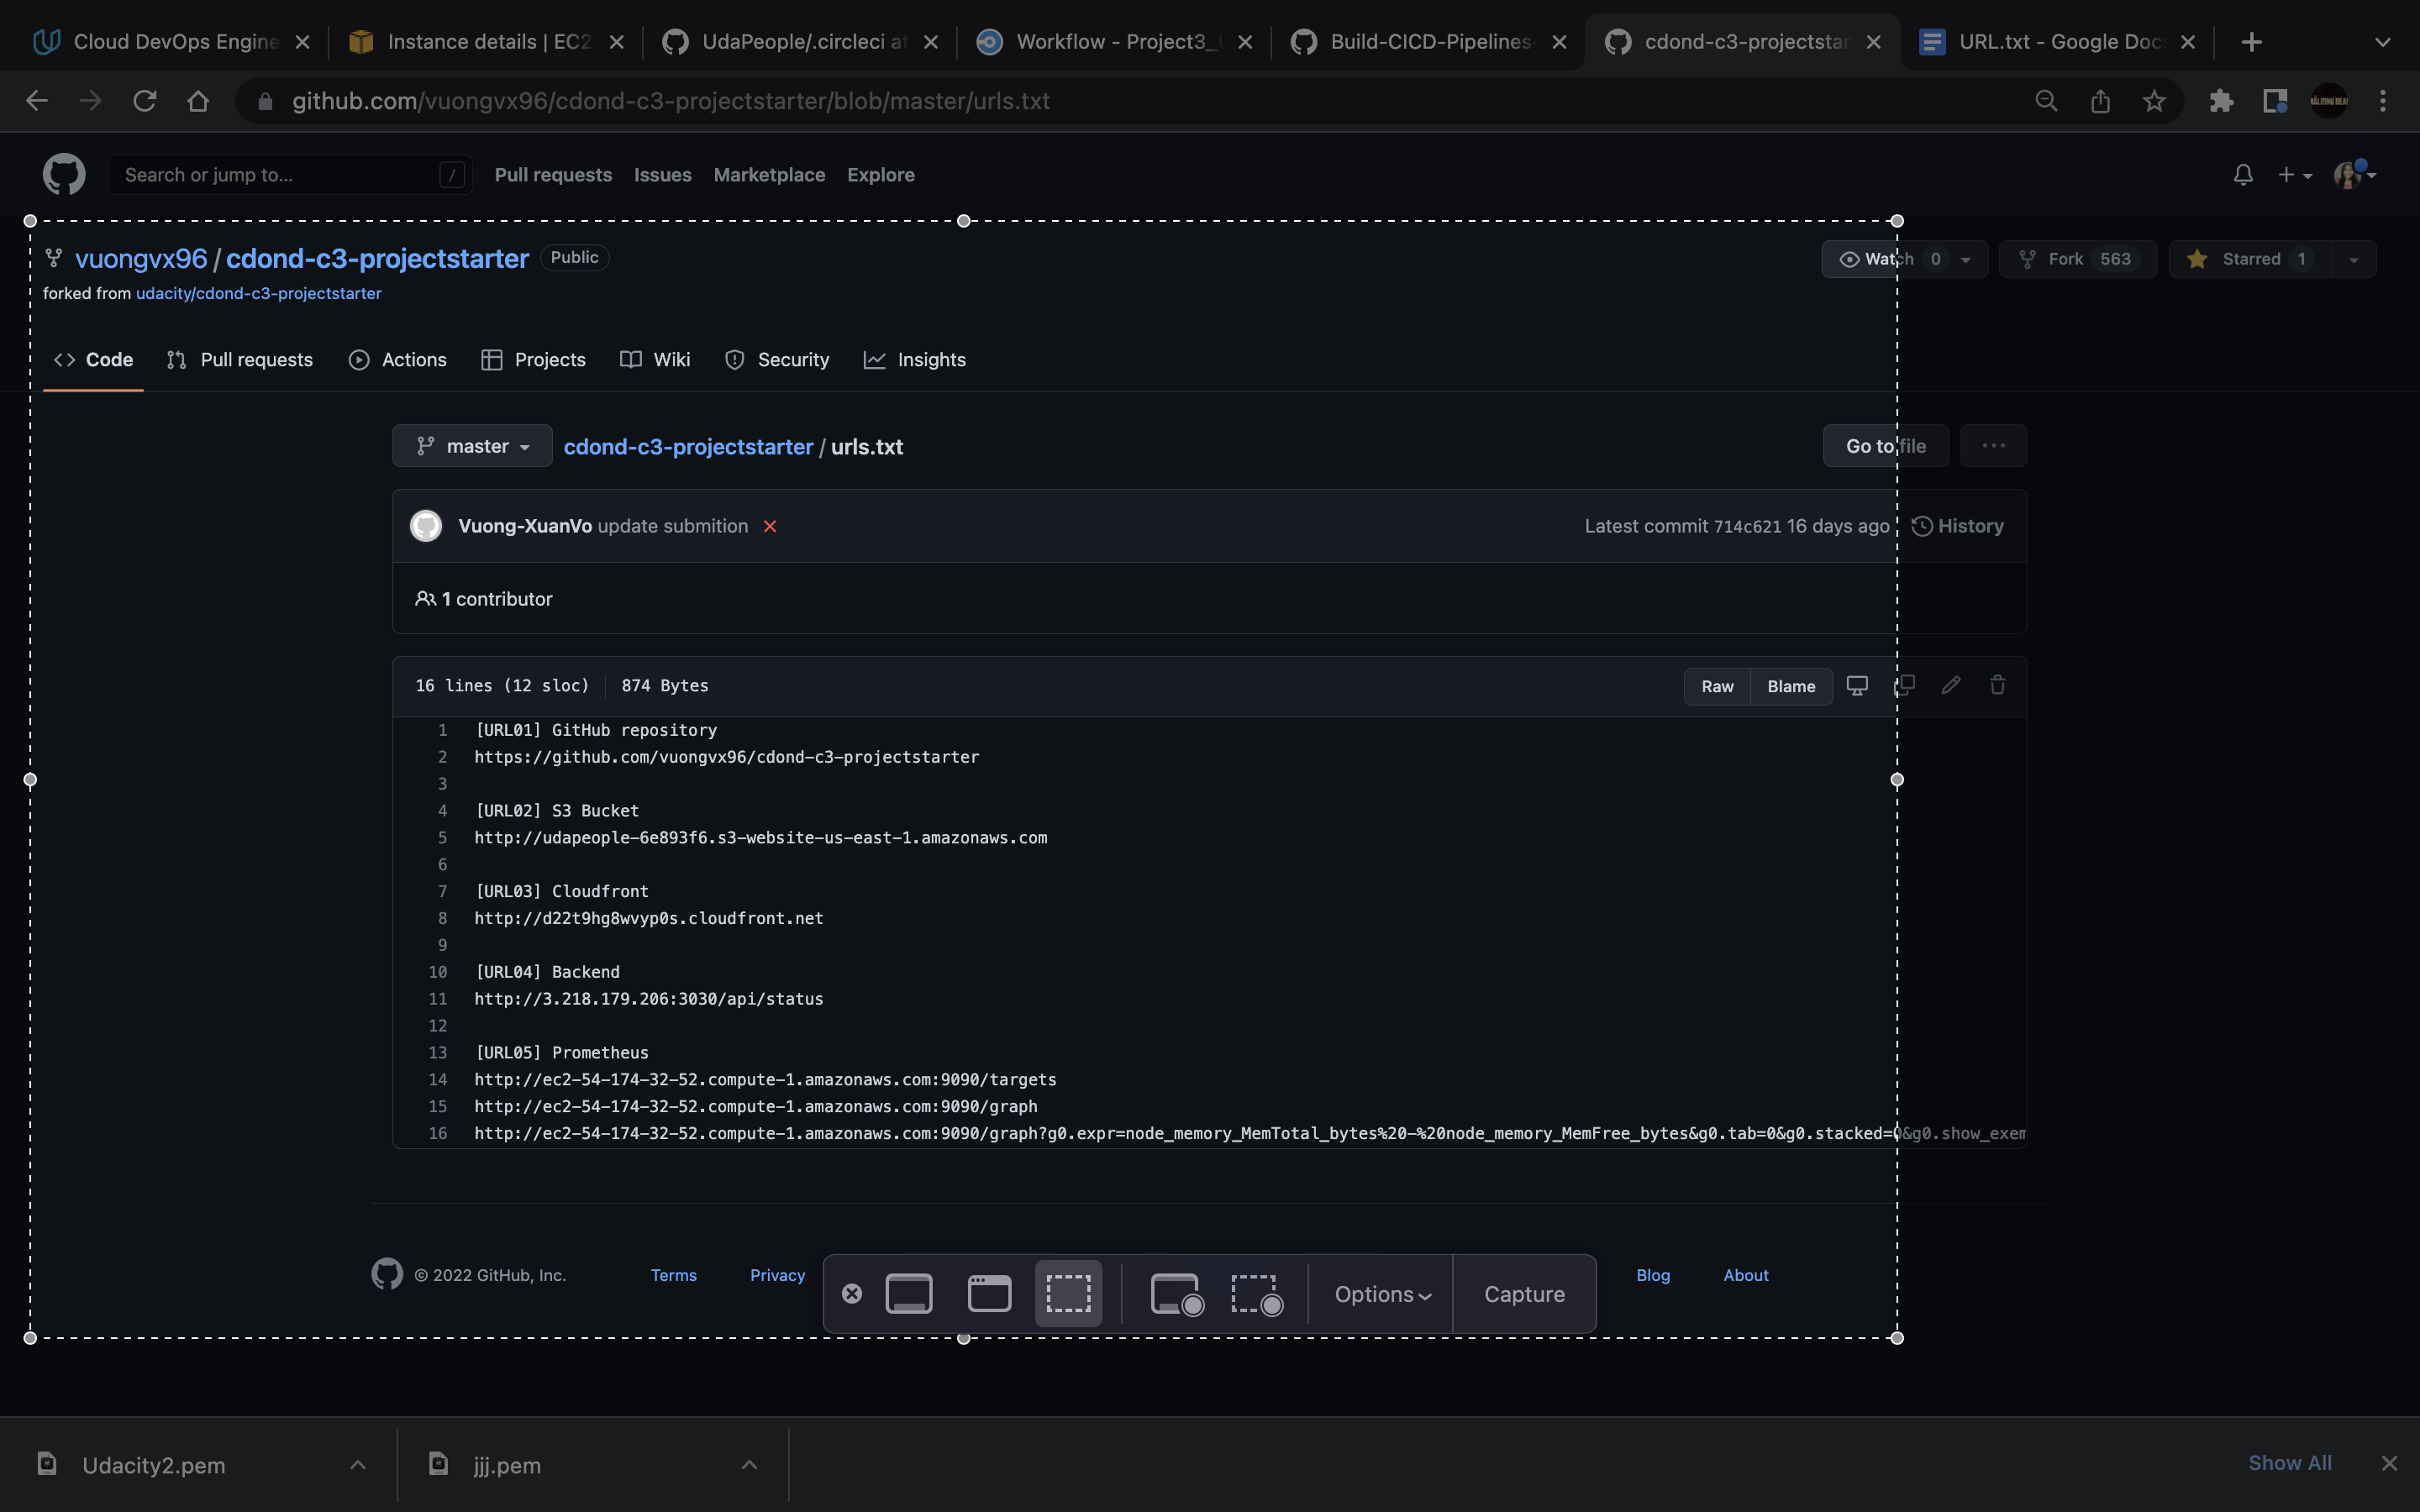 Cloud DevOps Engine
Instance details | EC2
UdaPeople/.circleci at
Workflow - Project3_U
Build-CICD-Pipelines-
cdond-c3-projectstar
URL.txt - Google Doc
github.com/vuongvx96/cdond-c3-projectstarter/blob/master/urls.txt
Search or jump to... /
Pull requests Issues Marketplace Explore
vuongvx96 / cdond-c3-projectstarter Public
Watch 0 Fork 563 Starred 1
forked from udacity/cdond-c3-projectstarter
Code Pull requests Actions Projects Wiki Security Insights
master cdond-c3-projectstarter / urls.txt Go to file ...
Vuong-XuanVo update submition Latest commit 714c621 16 days ago History
1 contributor
16 lines (12 sloc) 874 Bytes Raw Blame
1 [URL01] GitHub repository
2 https://github.com/vuongvx96/cdond-c3-projectstarter
3
4 [URL02] S3 Bucket
5 http://udapeople-6e893f6.s3-website-us-east-1.amazonaws.com
6
7 [URL03] Cloudfront
8 http://d22t9hg8wvyp0s.cloudfront.net
9
10 [URL04] Backend
11 http://3.218.179.206:3030/api/status
12
13 [URL05] Prometheus
14 http://ec2-54-174-32-52.compute-1.amazonaws.com:9090/targets
15 http://ec2-54-174-32-52.compute-1.amazonaws.com:9090/graph
16 http://ec2-54-174-32-52.compute-1.amazonaws.com:9090/graph?g0.expr=node_memory_MemTotal_bytes%20-%20node_memory_MemFree_bytes&g0.tab=0&g0.stacked=0&g0.show_exem
© 2022 GitHub, Inc. Terms Privacy Blog About
Options Capture
Udacity2.pem jjj.pem Show All